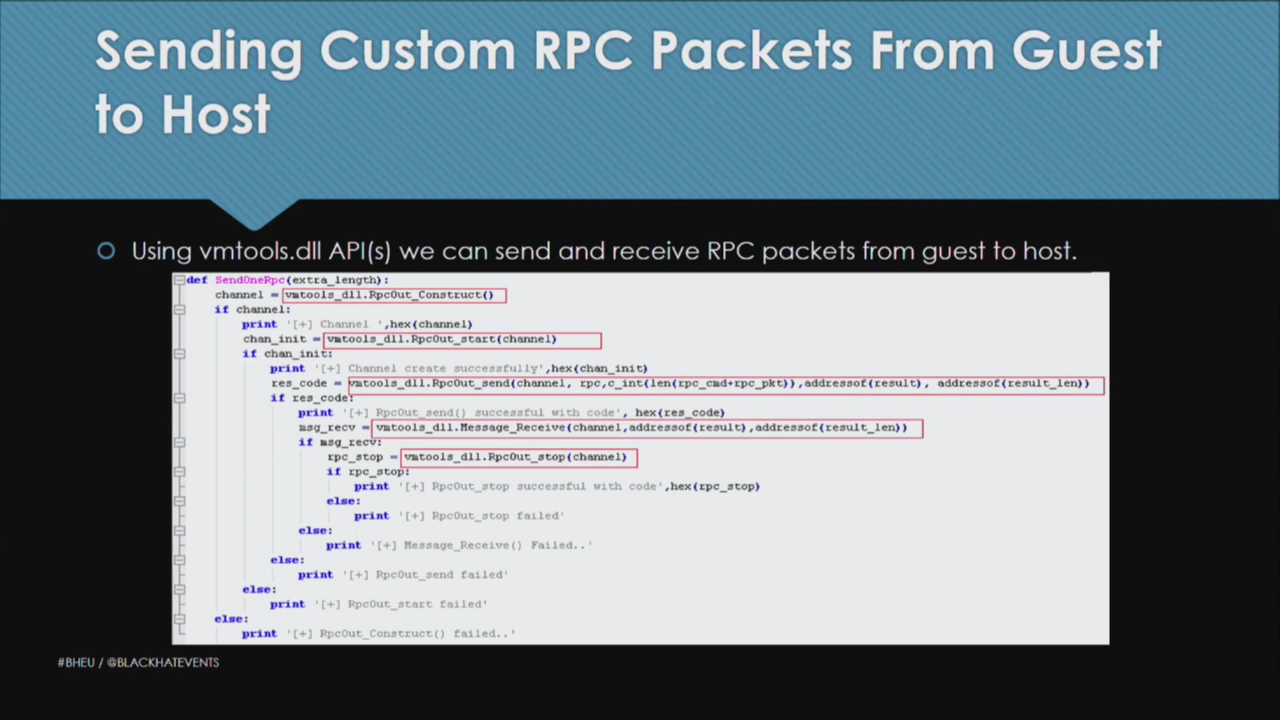 Sending Custom RPC Packets From Guest
to Host
Using vmtools.dll API(s) we can send and receive RPC packets from guest to host.
def SendOneRpc(extra_length):
channel = vmtools_dll.RpcOut_Construct()
if channel:
print '[+] Channel ',hex(channel)
chan_init = vmtools_dll.RpcOut_start(channel)
if chan_init:
print '[+] Channel create successfully',hex(chan_init)
res_code = vmtools_dll.RpcOut_send(channel, rpc,c_int(len(rpc_cmd+rpc_pkt)),addressof(result), addressof(result_len))
if res_code:
print '[+] RpcOut_send() successful with code', hex(res_code)
msg_recv = vmtools_dll.Message_Receive(channel,addressof(result),addressof(result_len))
if msg_recv:
rpc_stop = vmtools_dll.RpcOut_stop(channel)
if rpc_stop:
print '[+] RpcOut_stop successful with code',hex(rpc_stop)
else:
print '[+] RpcOut_stop failed'
else:
print '[+] Message_Receive() Failed..'
else:
print '[+] RpcOut_send failed'
else:
print '[+] RpcOut_start failed'
else:
print '[+] RpcOut_Construct() failed..'
#BHEU / @BLACKHATEVENTS